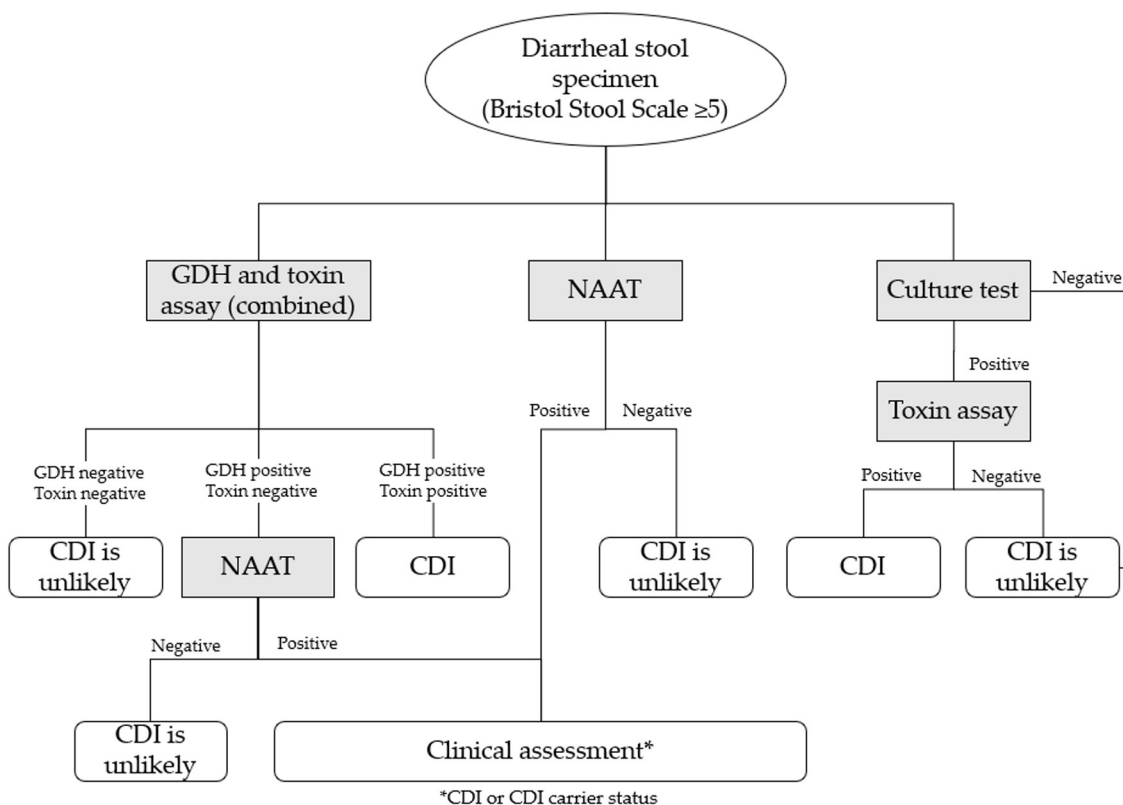 Diarrheal stool
specimen
(Bristol Stool Scale ≥5)
GDH and toxin
assay (combined)
NAAT
Culture test
Negative
Positive
Toxin assay
Positive
Negative
Positive
Negative
GDH negative
Toxin negative
GDH positive
Toxin negative
GDH positive
Toxin positive
CDI is
unlikely
NAAT
CDI
CDI is
unlikely
CDI
CDI is
unlikely
Negative
Positive
CDI is
unlikely
Clinical assessment*
*CDI or CDI carrier status